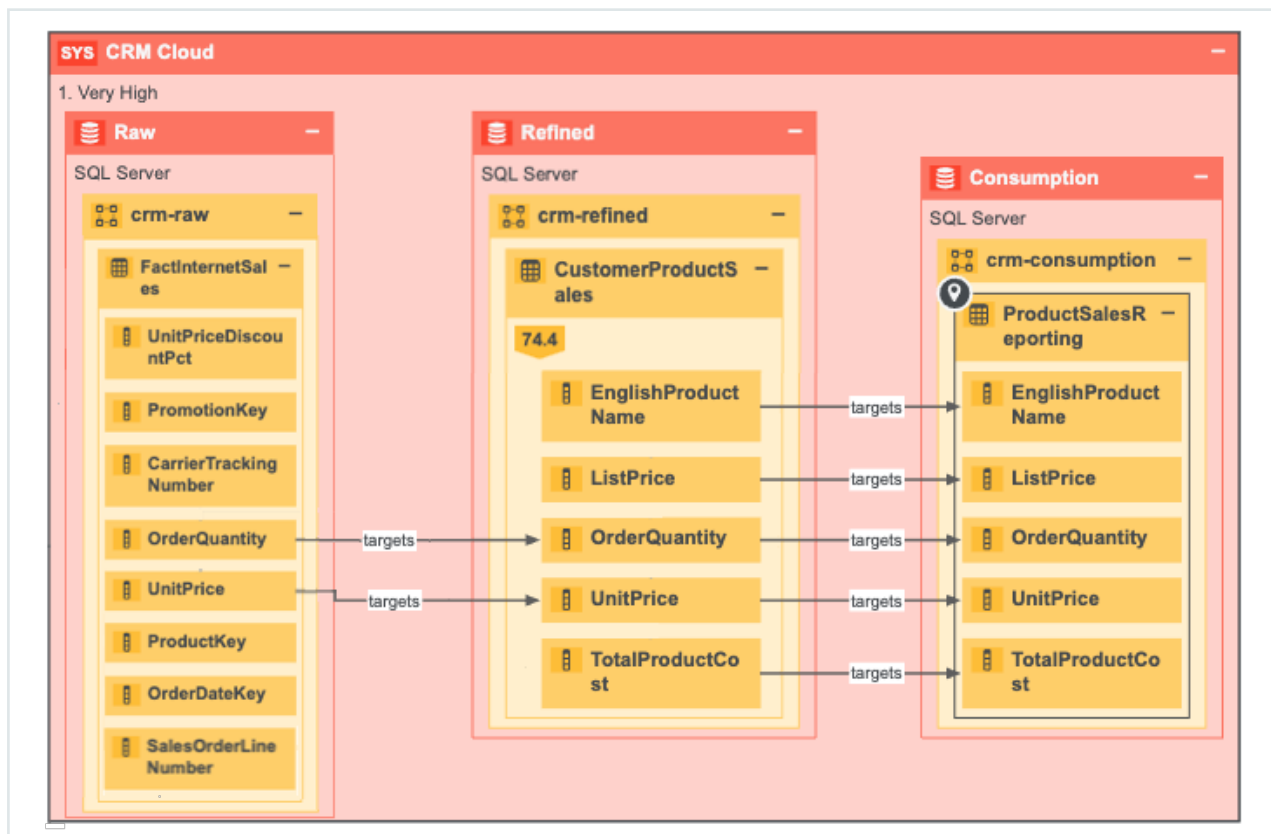 SYS CRM Cloud
1. Very High
Raw
SQL Server
crm-raw
FactInternetSal
es
UnitPriceDiscou
ntPct
PromotionKey
CarrierTracking
Number
OrderQuantity
UnitPrice
ProductKey
OrderDateKey
SalesOrderLine
Number
targets
targets
Refined
SQL Server
crm-refined
CustomerProductS
ales
74.4
EnglishProduct
Name
ListPrice
OrderQuantity
UnitPrice
TotalProductCo
st
targets
targets
targets
targets
targets
Consumption
SQL Server
crm-consumption
ProductSalesR
eporting
EnglishProduct
Name
ListPrice
OrderQuantity
UnitPrice
TotalProductCo
st